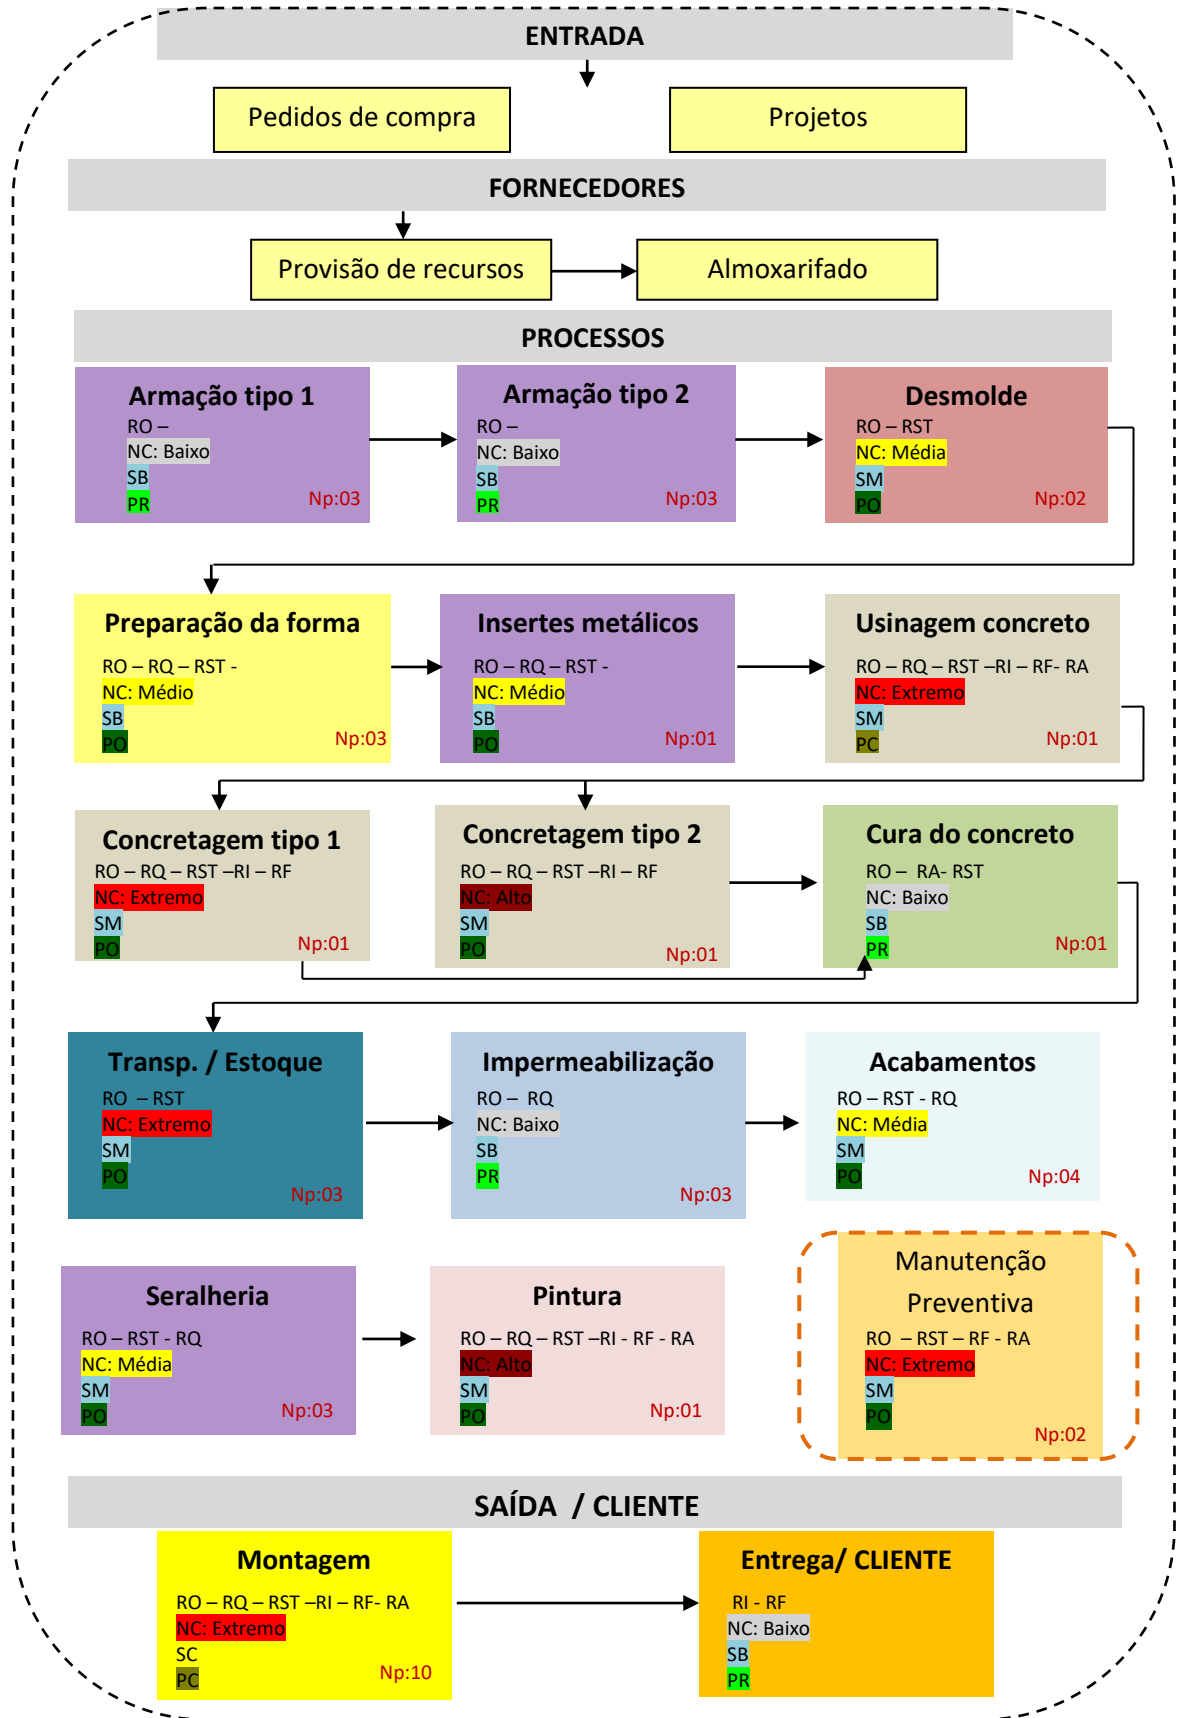 ENTRADA
Pedidos de compra
Projetos
FORNECEDORES
Provisão de recursos
Almoxarifado
PROCESSOS
Armação tipo 1
RO –
NC: Baixo
SB
PR
Np:03
Armação tipo 2
RO –
NC: Baixo
SB
PR
Np:03
Desmolde
RO – RST
NC: Média
SM
PO
Np:02
Preparação da forma
RO – RQ – RST -
NC: Médio
SB
PO
Np:03
Insertes metálicos
RO – RQ – RST -
NC: Médio
SB
PO
Np:01
Usinagem concreto
RO – RQ – RST –RI – RF- RA
NC: Extremo
SM
PC
Np:01
Concretagem tipo 1
RO – RQ – RST –RI – RF
NC: Extremo
SM
PO
Np:01
Concretagem tipo 2
RO – RQ – RST –RI – RF
NC: Alto
SM
PO
Np:01
Cura do concreto
RO – RA- RST
NC: Baixo
SB
PR
Np:01
Transp. / Estoque
RO – RST
NC: Extremo
SM
PO
Np:03
Impermeabilização
RO – RQ
NC: Baixo
SB
PR
Np:03
Acabamentos
RO – RST - RQ
NC: Média
SM
PO
Np:04
Seralheria
RO – RST - RQ
NC: Média
SM
PO
Np:03
Pintura
RO – RQ – RST –RI - RF - RA
NC: Alto
SM
PO
Np:01
Manutenção
Preventiva
RO – RST – RF - RA
NC: Extremo
SM
PO
Np:02
SAÍDA / CLIENTE
Montagem
RO – RQ – RST –RI – RF- RA
NC: Extremo
SC
PC
Np:10
Entrega/ CLIENTE
RI - RF
NC: Baixo
SB
PR